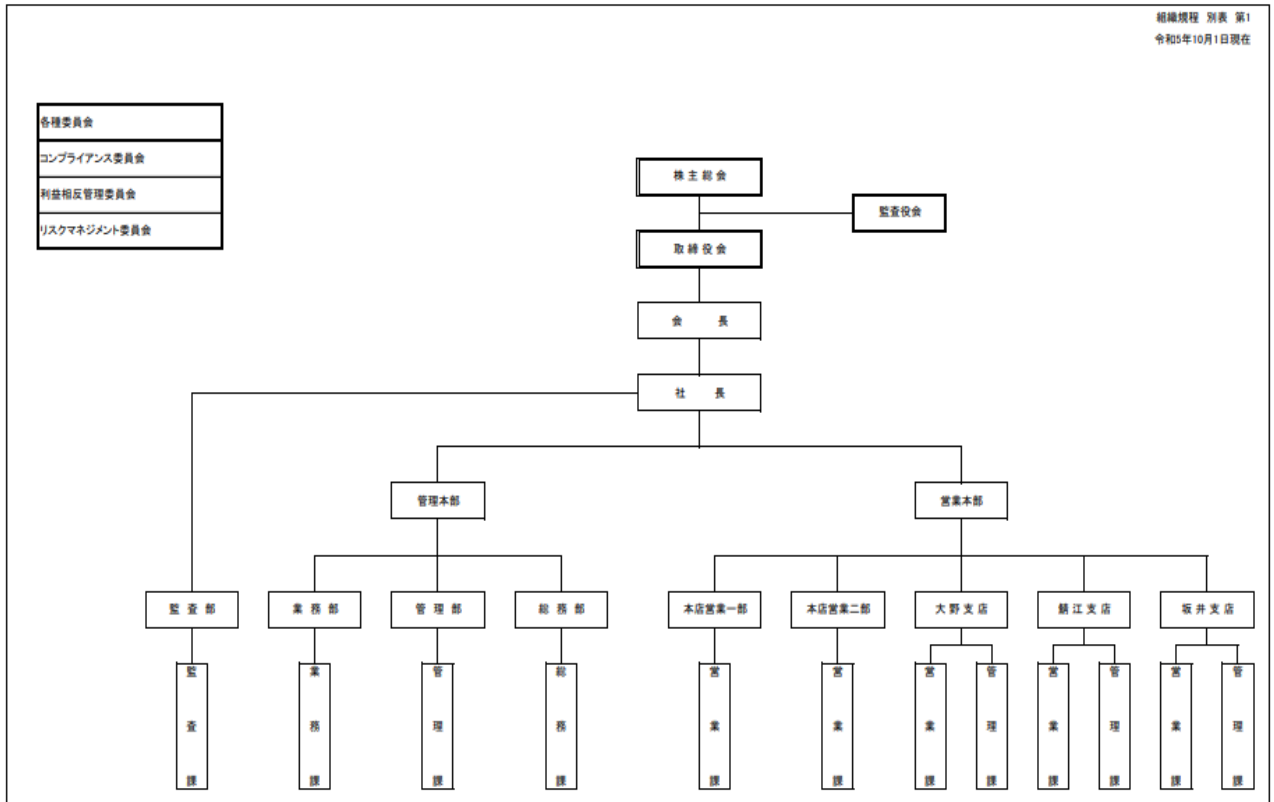 組織規程 別表 第1
令和5年10月1日現在
各種委員会
コンプライアンス委員会
利益相反管理委員会
リスクマネジメント委員会
株主総会
監査役会
取締役会
会長
社長
管理本部
営業本部
監査部
業務部
管理部
総務部
本店営業一部
本店営業二部
大野支店
鯖江支店
坂井支店
監査課
業務課
管理課
総務課
営業課
営業課
営業課
管理課
営業課
管理課
営業課
管理課